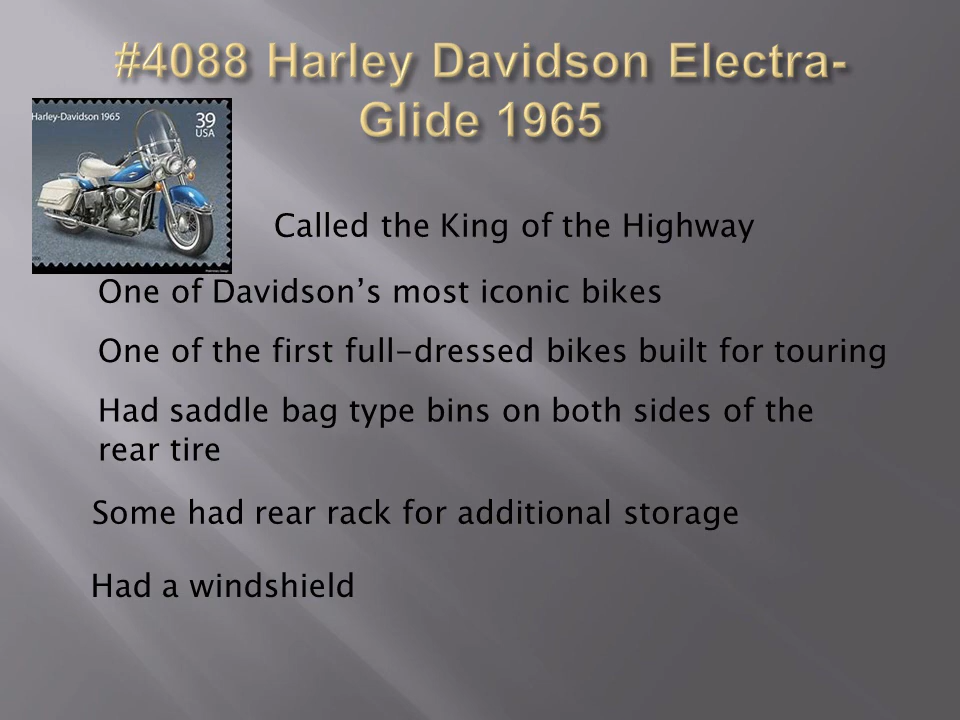 #4088 Harley Davidson Electra-
Glide 1965
Harley-Davidson 1965
39
USA
Called the King of the Highway
One of Davidson’s most iconic bikes
One of the first full-dressed bikes built for touring
Had saddle bag type bins on both sides of the
rear tire
Some had rear rack for additional storage
Had a windshield